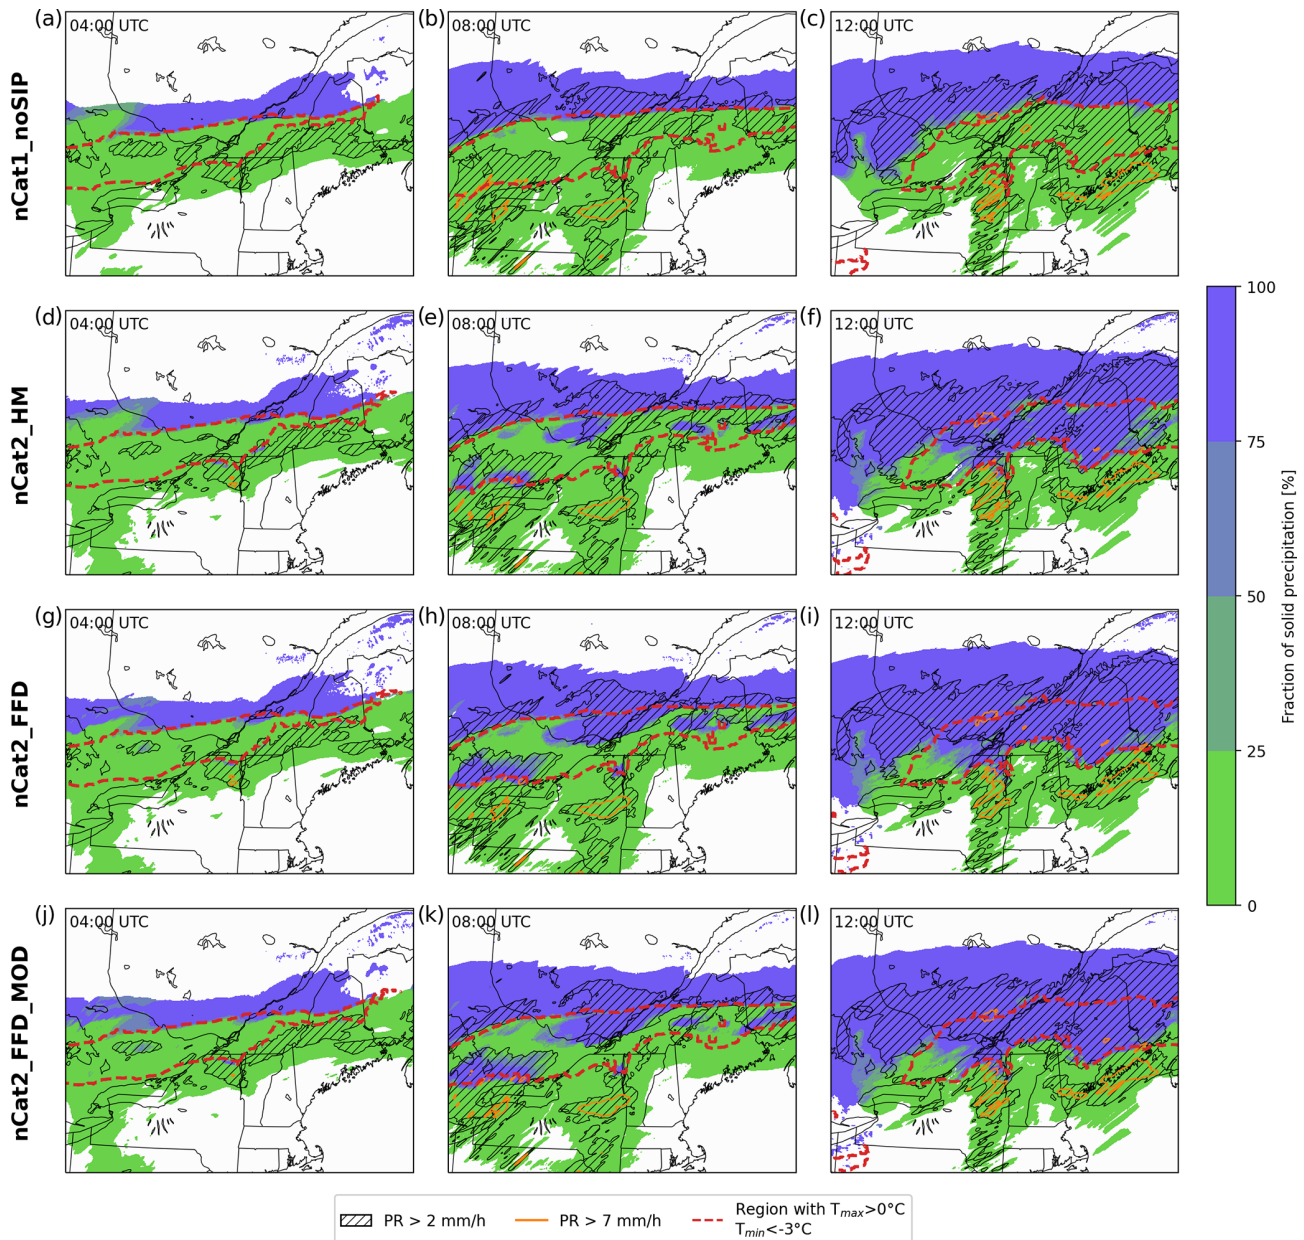 (a) 04:00 UTC
(b) 08:00 UTC
(c) 12:00 UTC
nCat1_noSIP
(d) 04:00 UTC
(e) 08:00 UTC
(f) 12:00 UTC
nCat2_HM
(g) 04:00 UTC
(h) 08:00 UTC
(i) 12:00 UTC
nCat2_FFD
(j) 04:00 UTC
(k) 08:00 UTC
(l) 12:00 UTC
nCat2_FFD_MOD
100
75
50
25
0
Fraction of solid precipitation [%]
PR > 2 mm/h
PR > 7 mm/h
Region with Tmax>0°C
Tmin<-3°C